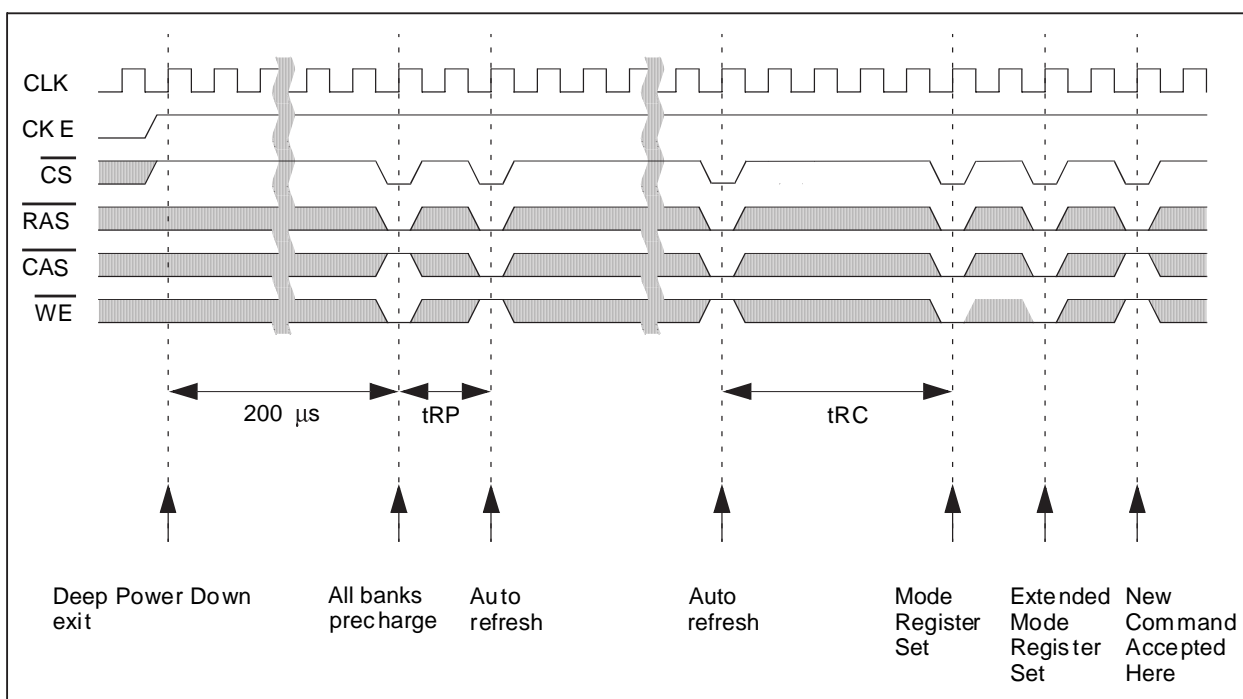 CLK
CKE
CS
RAS
CAS
WE
200 μs
tRP
tRC
Deep Power Down
exit
All banks
precharge
Auto
refresh
Auto
refresh
Mode
Register
Set
Extended
Mode
Register
Set
New
Command
Accepted
Here